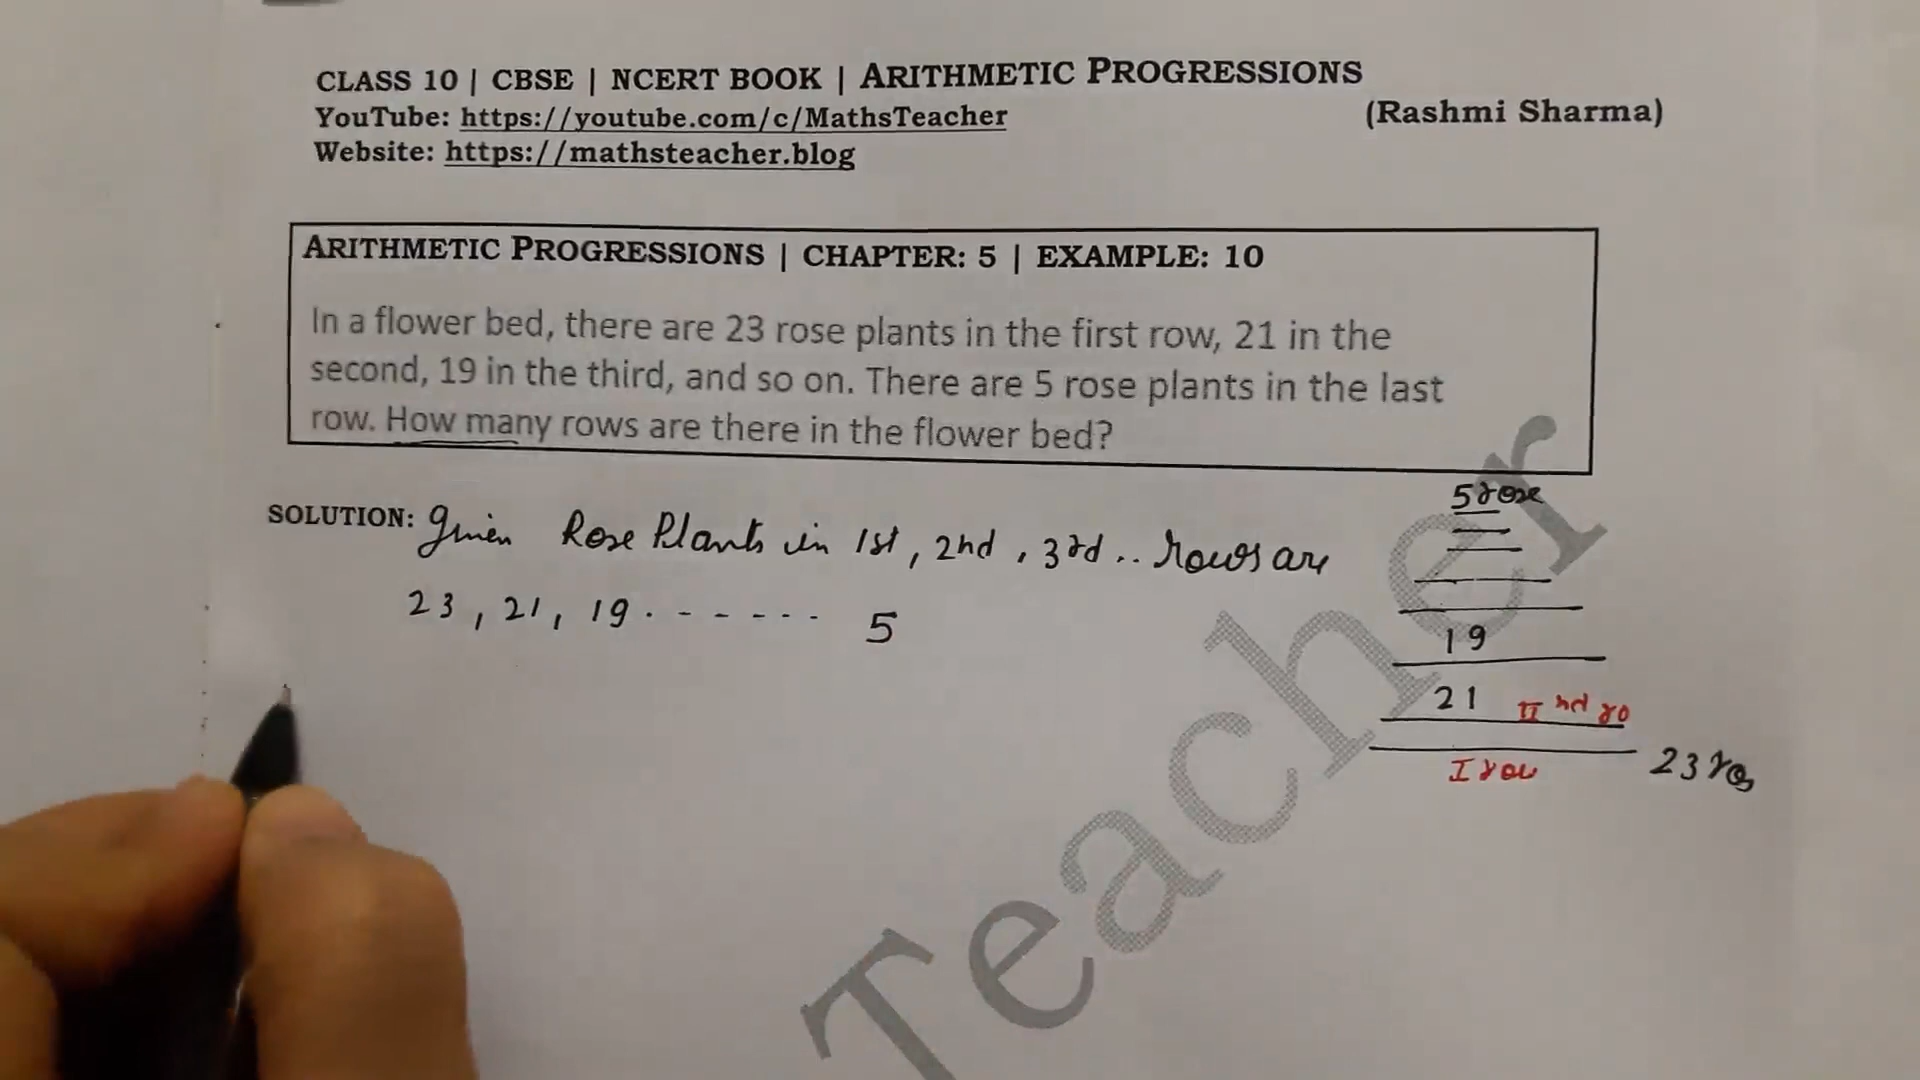 CLASS 10 | CBSE | NCERT BOOK | ARITHMETIC PROGRESSIONS
YouTube: https://youtube.com/c/MathsTeacher
(Rashmi Sharma)
Website: https://mathsteacher.blog
ARITHMETIC PROGRESSIONS | CHAPTER: 5 | EXAMPLE: 10
In a flower bed, there are 23 rose plants in the first row, 21 in the
second, 19 in the third, and so on. There are 5 rose plants in the last
row. How many rows are there in the flower bed?
SOLUTION: Given Rose Plants in 1st, 2nd, 3rd .. rows are
23, 21, 19 . - - - - - - 5
5 rose
19
21 II nd ro
I row
23 ros
Teacher